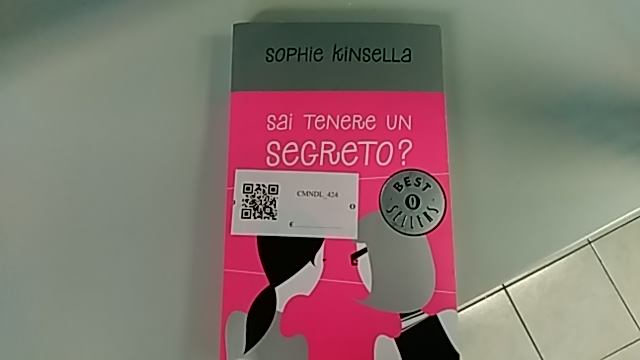 SOPHIE KINSELLA
SAI TENERE UN
SEGRETO?
CMNDL_424
€
BEST
SELLERS